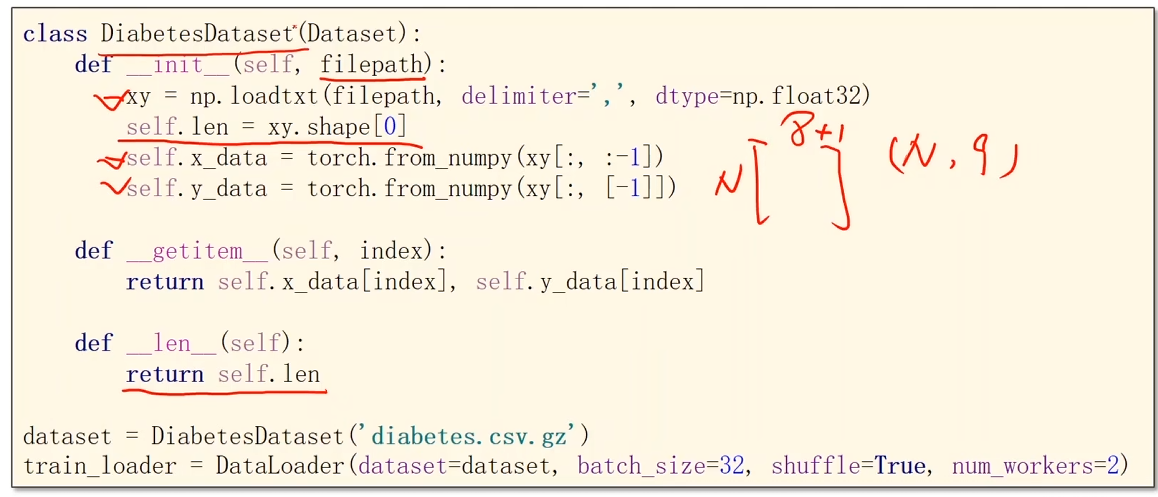 class DiabetesDataset(Dataset):
def __init__(self, filepath):
xy = np.loadtxt(filepath, delimiter=',', dtype=np.float32)
self.len = xy.shape[0]
self.x_data = torch.from_numpy(xy[:, :-1])
self.y_data = torch.from_numpy(xy[:, [-1]])
8+1
N [ ] (N, 9)
def __getitem__(self, index):
return self.x_data[index], self.y_data[index]
def __len__(self):
return self.len
dataset = DiabetesDataset('diabetes.csv.gz')
train_loader = DataLoader(dataset=dataset, batch_size=32, shuffle=True, num_workers=2)